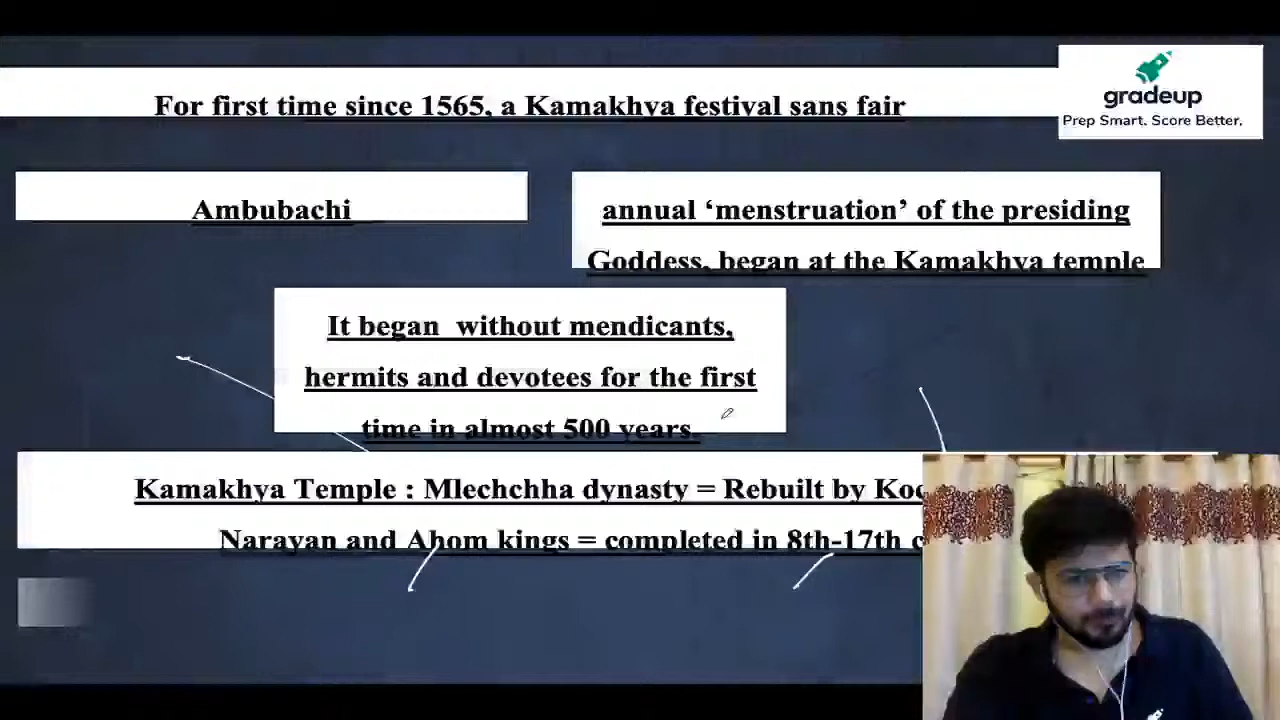 For first time since 1565, a Kamakhya festival sans fair
gradeup
Prep Smart. Score Better.
Ambubachi
annual ‘menstruation’ of the presiding
Goddess, began at the Kamakhya temple
It began without mendicants,
hermits and devotees for the first
time in almost 500 years.
Kamakhya Temple : Mlechchha dynasty = Rebuilt by
Narayan and Ahom kings = completed in 8th-17th